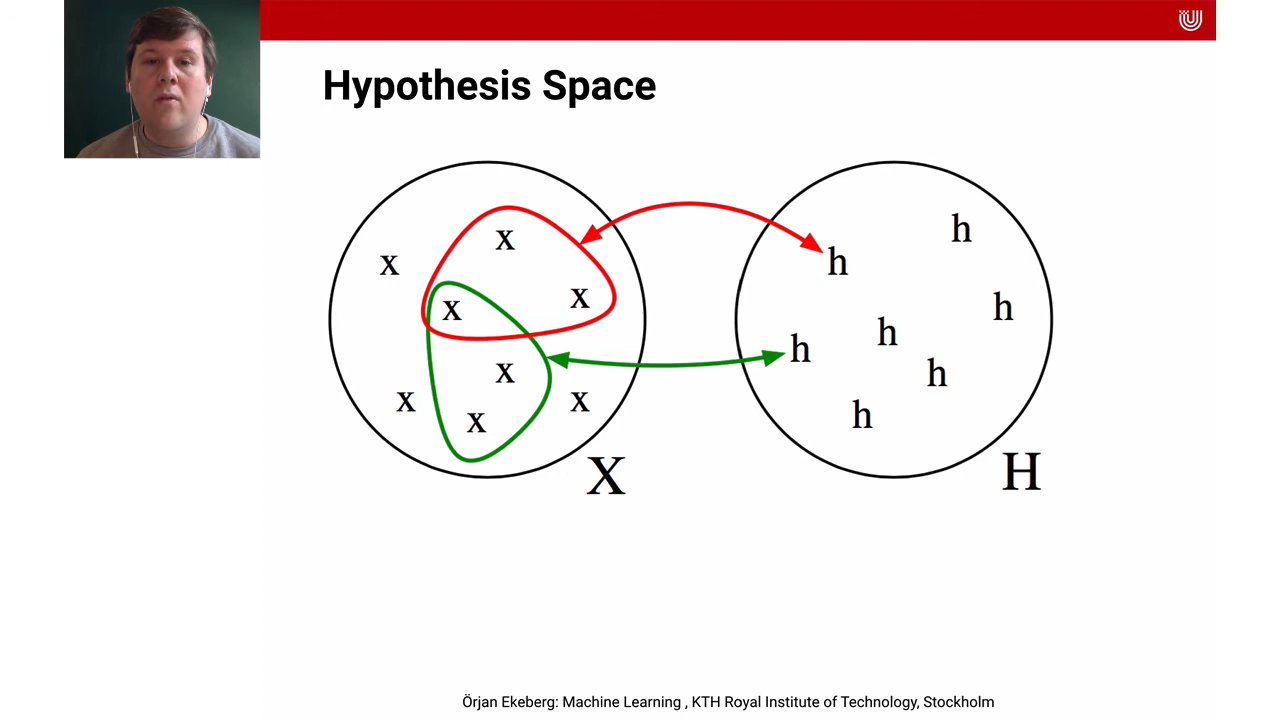 Hypothesis Space
h
x
x
h
x
x
h
h
h
x
h
x
x
x
h
x
X
H
Örjan Ekeberg: Machine Learning , KTH Royal Institute of Technology, Stockholm